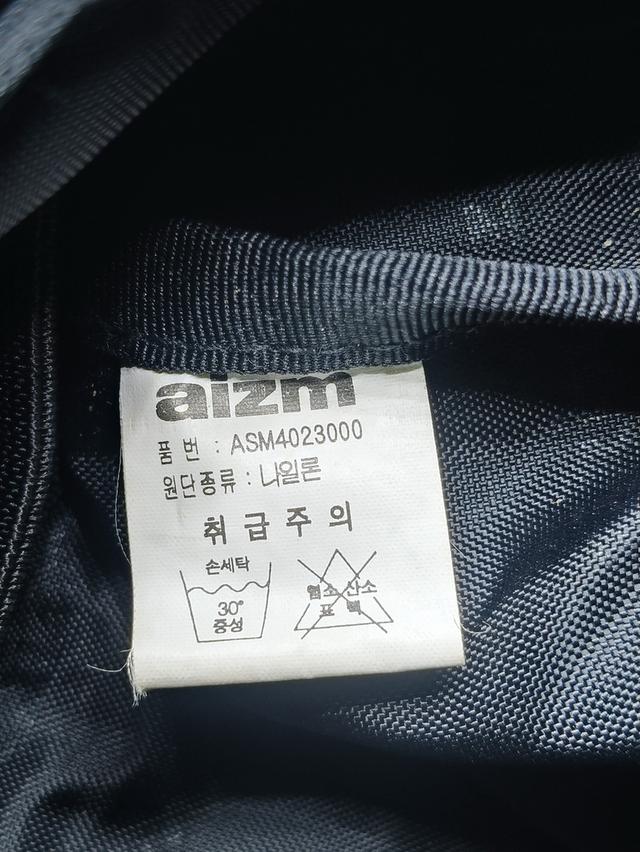 aizm
품 번 : ASM4023000
원단종류 : 나일론
취급주의
손세탁
30°
중성
염소 산소
표 백